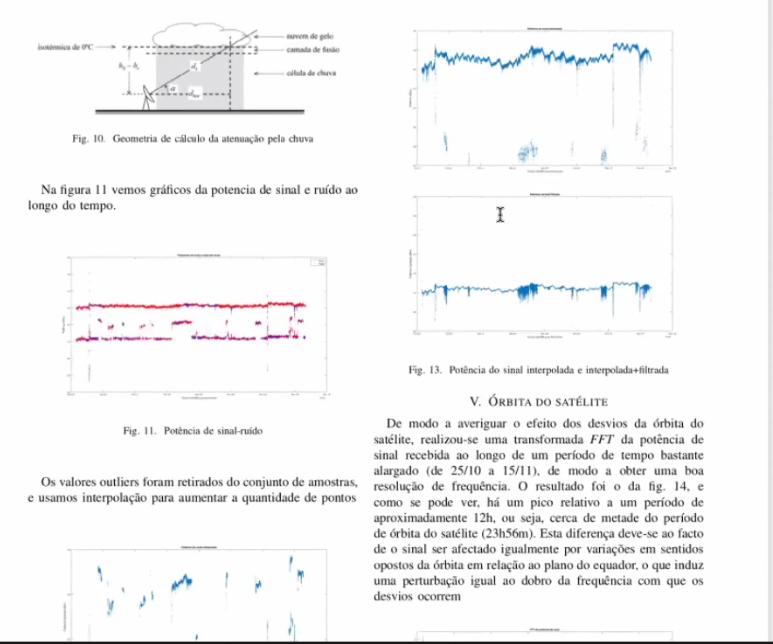 nuvem de gelo
isotérmica de 0°C
camada de fusão
célula de chuva
Fig. 10. Geometria de cálculo da atenuação pela chuva
Na figura 11 vemos gráficos da potencia de sinal e ruído ao
longo do tempo.
Fig. 11. Potência de sinal-ruído
Os valores outliers foram retirados do conjunto de amostras,
e usamos interpolação para aumentar a quantidade de pontos
Fig. 13. Potência do sinal interpolada e interpolada+filtrada
V. ÓRBITA DO SATÉLITE
De modo a averiguar o efeito dos desvios da órbita do
satélite, realizou-se uma transformada FFT da potência de
sinal recebida ao longo de um período de tempo bastante
alargado (de 25/10 a 15/11), de modo a obter uma boa
resolução de frequência. O resultado foi o da fig. 14, e
como se pode ver, há um pico relativo a um período de
aproximadamente 12h, ou seja, cerca de metade do período
de órbita do satélite (23h56m). Esta diferença deve-se ao facto
de o sinal ser afectado igualmente por variações em sentidos
opostos da órbita em relação ao plano do equador, o que induz
uma perturbação igual ao dobro da frequência com que os
desvios ocorrem